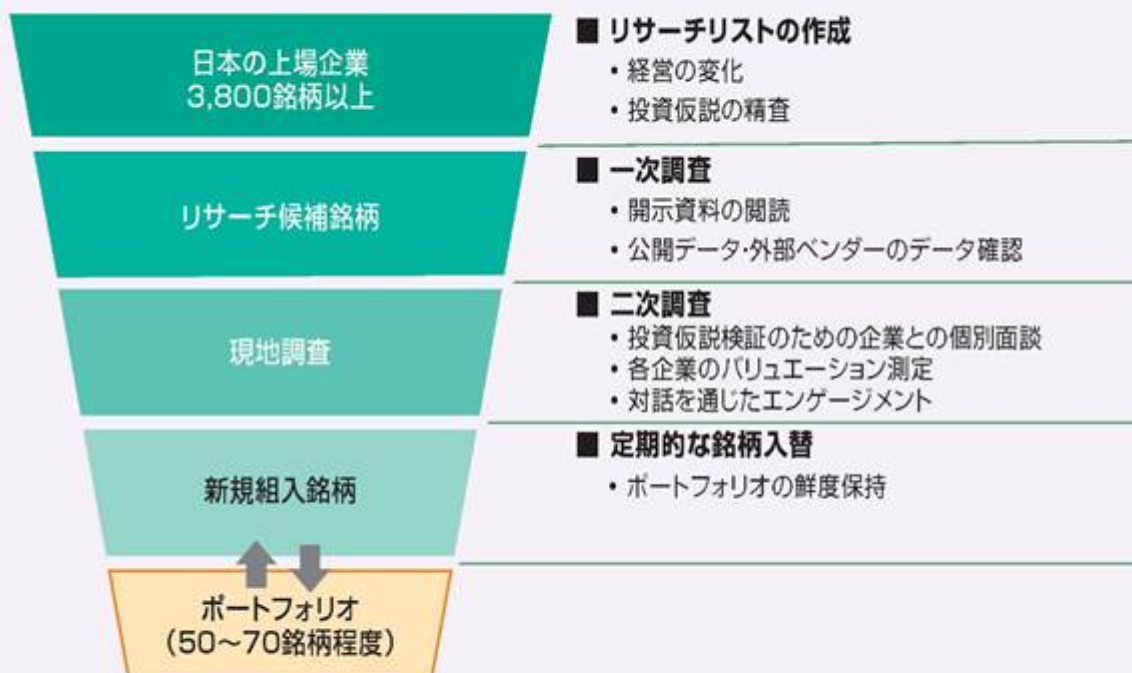 日本の上場企業
3,800銘柄以上
■ リサーチリストの作成
・経営の変化
・投資仮説の精査
リサーチ候補銘柄
■ 一次調査
・開示資料の閲読
・公開データ・外部ベンダーのデータ確認
現地調査
■ 二次調査
・投資仮説検証のための企業との個別面談
・各企業のバリュエーション測定
・対話を通じたエンゲージメント
新規組入銘柄
■ 定期的な銘柄入替
・ポートフォリオの鮮度保持
ポートフォリオ
(50〜70銘柄程度)